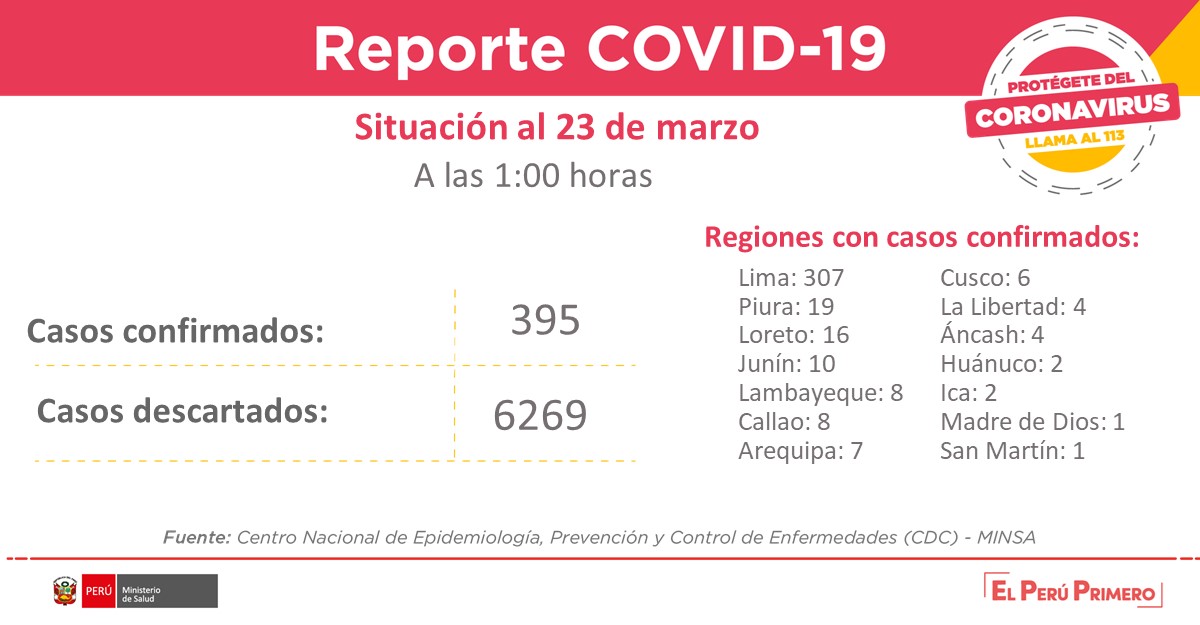 Reporte COVID-19
PROTÉGETE DEL
CORONAVIRUS
LLAMA AL 113
Situación al 23 de marzo
A las 1:00 horas
Casos confirmados:
395
Casos descartados:
6269
Regiones con casos confirmados:
Lima: 307
Piura: 19
Loreto: 16
Junín: 10
Lambayeque: 8
Callao: 8
Arequipa: 7
Cusco: 6
La Libertad: 4
Áncash: 4
Huánuco: 2
Ica: 2
Madre de Dios: 1
San Martín: 1
Fuente: Centro Nacional de Epidemiología, Prevención y Control de Enfermedades (CDC) - MINSA
PERÚ
Ministerio
de Salud
EL PERÚ PRIMERO